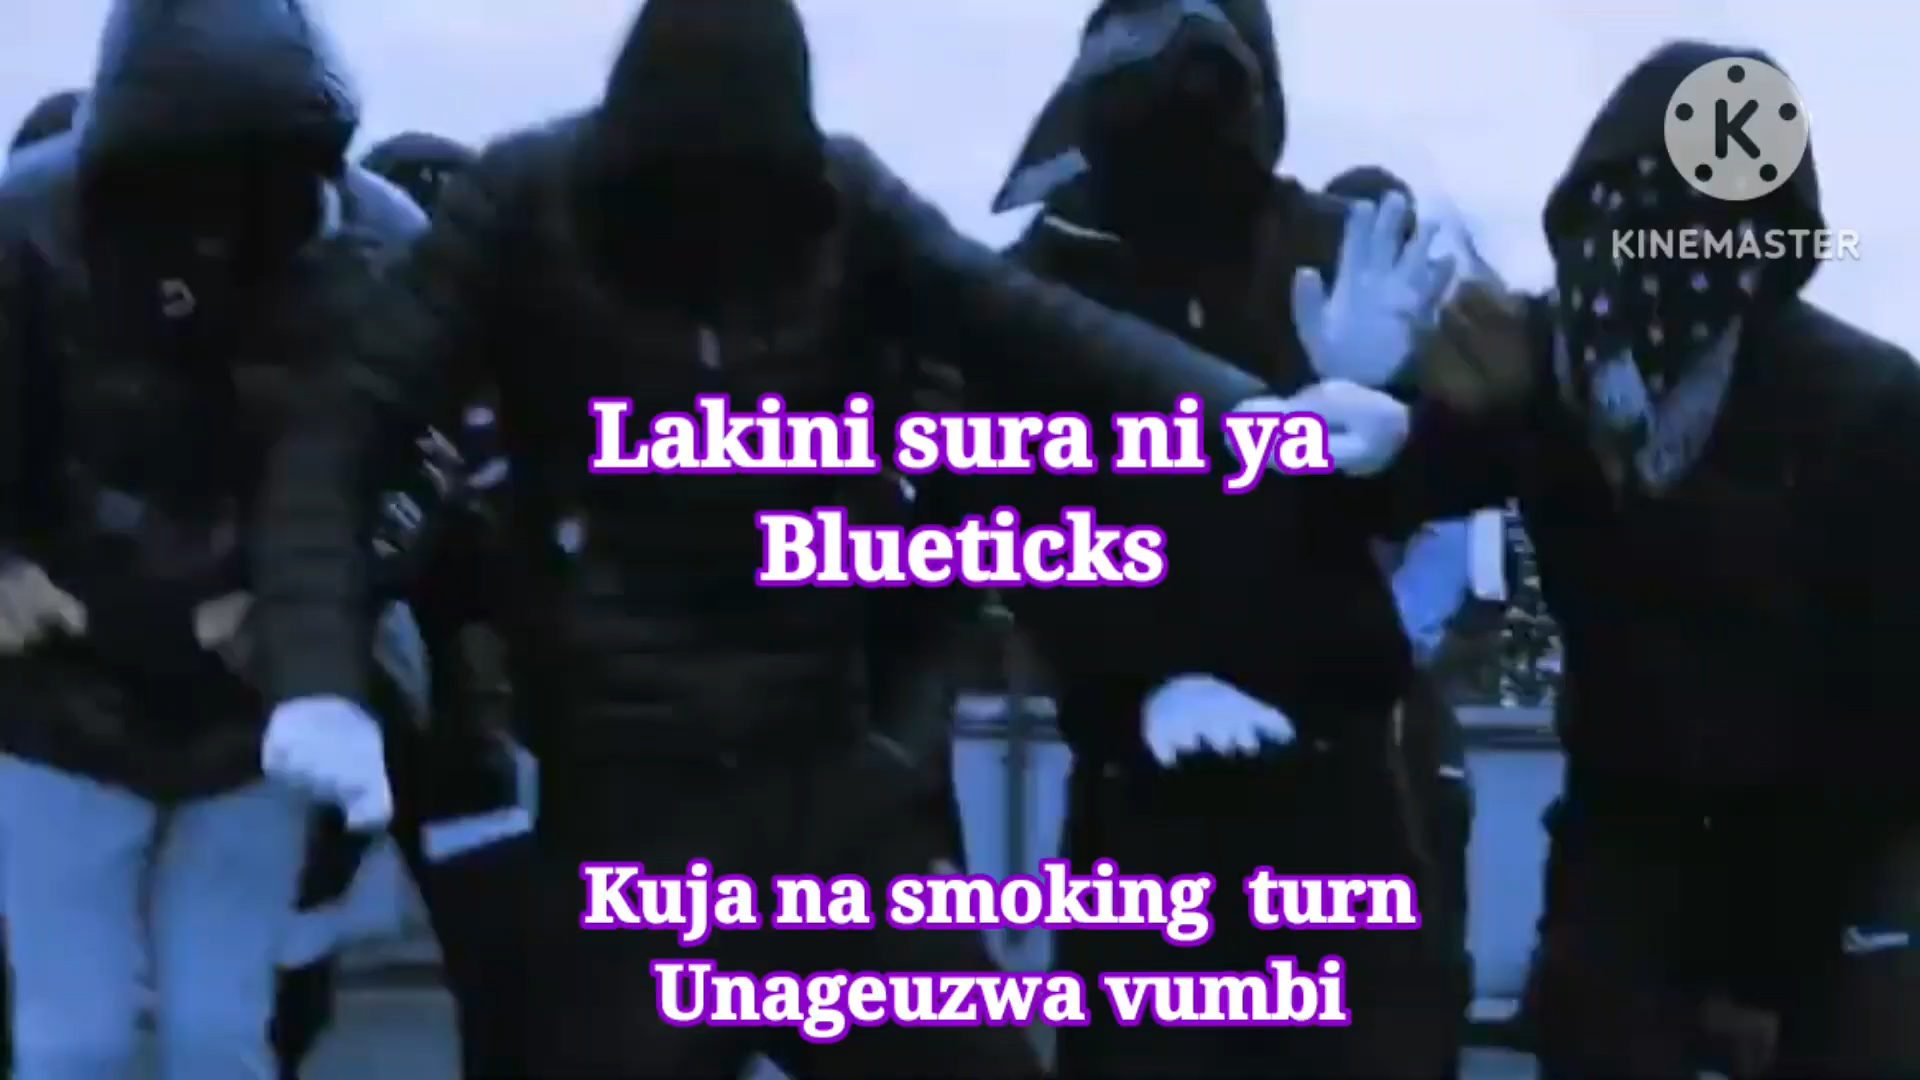 K
KINEMASTER
Lakini sura ni ya
Blueticks
Kuja na smoking turn
Unageuzwa vumbi